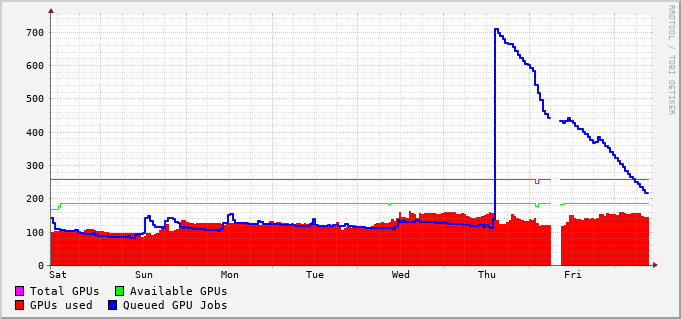 RRDTOOL / TOBI OETIKER
700
600
500
400
300
200
100
0
Sat Sun Mon Tue Wed Thu Fri
Total GPUs Available GPUs
GPUs used Queued GPU Jobs